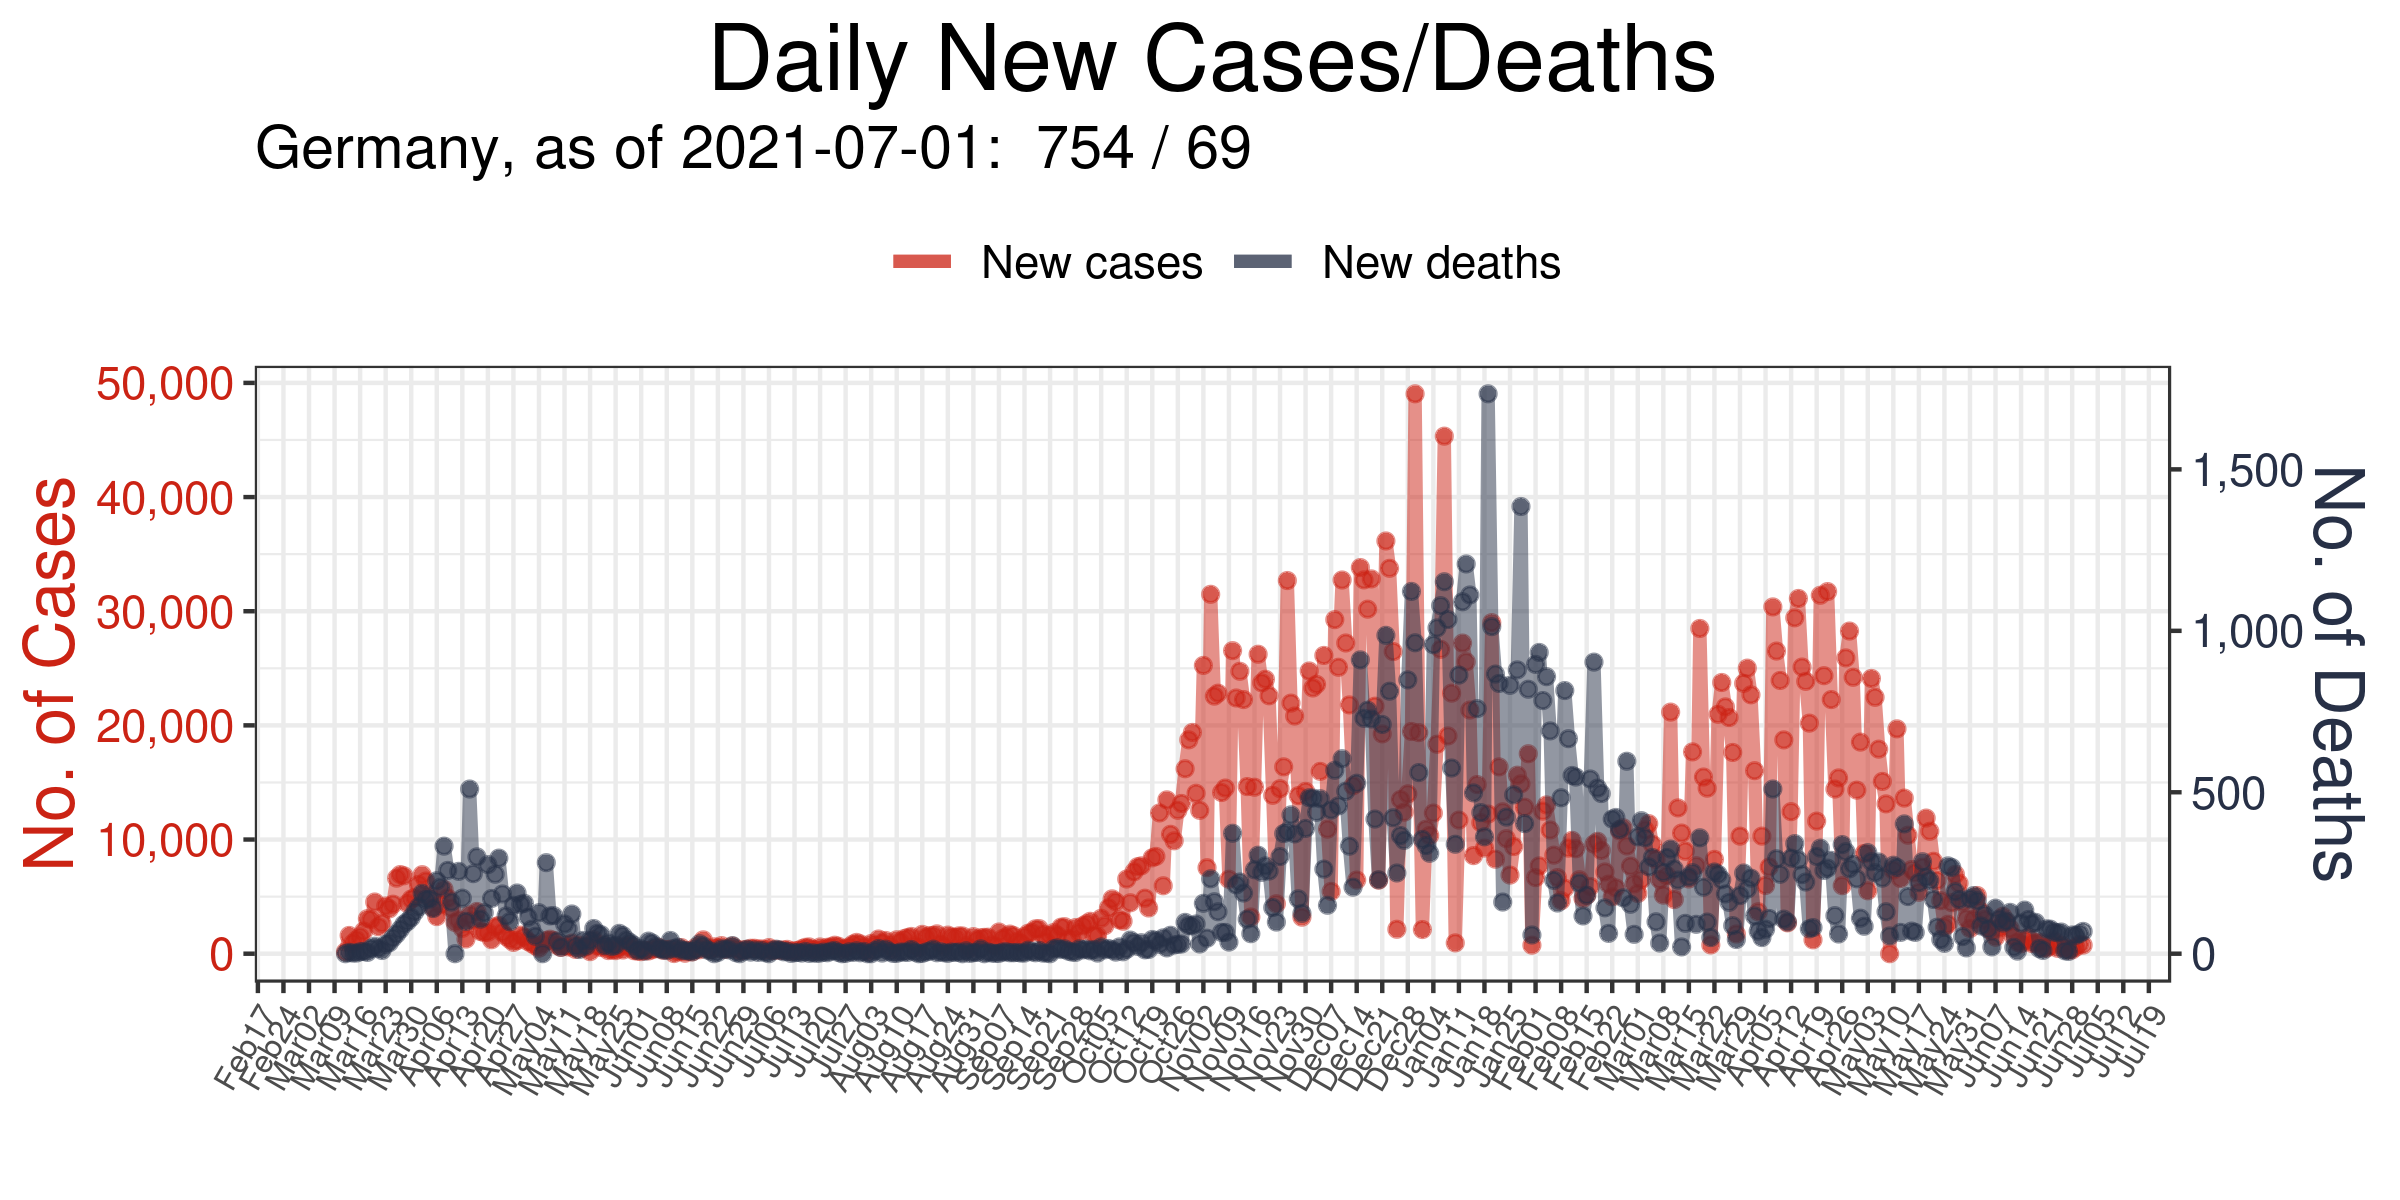 Daily New Cases/Deaths
Germany, as of 2021-07-01: 754 / 69
New cases New deaths
No. of Cases
50,000
40,000
30,000
20,000
10,000
0
1,500
1,000
500
0
No. of Deaths
Feb17 Feb24 Mar02 Mar09 Mar16 Mar23 Mar30 Apr06 Apr13 Apr20 Apr27 May04 May11 May18 May25 Jun01 Jun08 Jun15 Jun22 Jun29 Jul06 Jul13 Jul20 Jul27 Aug03 Aug10 Aug17 Aug24 Aug31 Sep07 Sep14 Sep21 Sep28 Oct05 Oct12 Oct19 Oct26 Nov02 Nov09 Nov16 Nov23 Nov30 Dec07 Dec14 Dec21 Dec28 Jan04 Jan11 Jan18 Jan25 Feb01 Feb08 Feb15 Feb22 Mar01 Mar08 Mar15 Mar22 Mar29 Apr05 Apr12 Apr19 Apr26 May03 May10 May17 May24 May31 Jun07 Jun14 Jun21 Jun28 Jul05 Jul12 Jul19